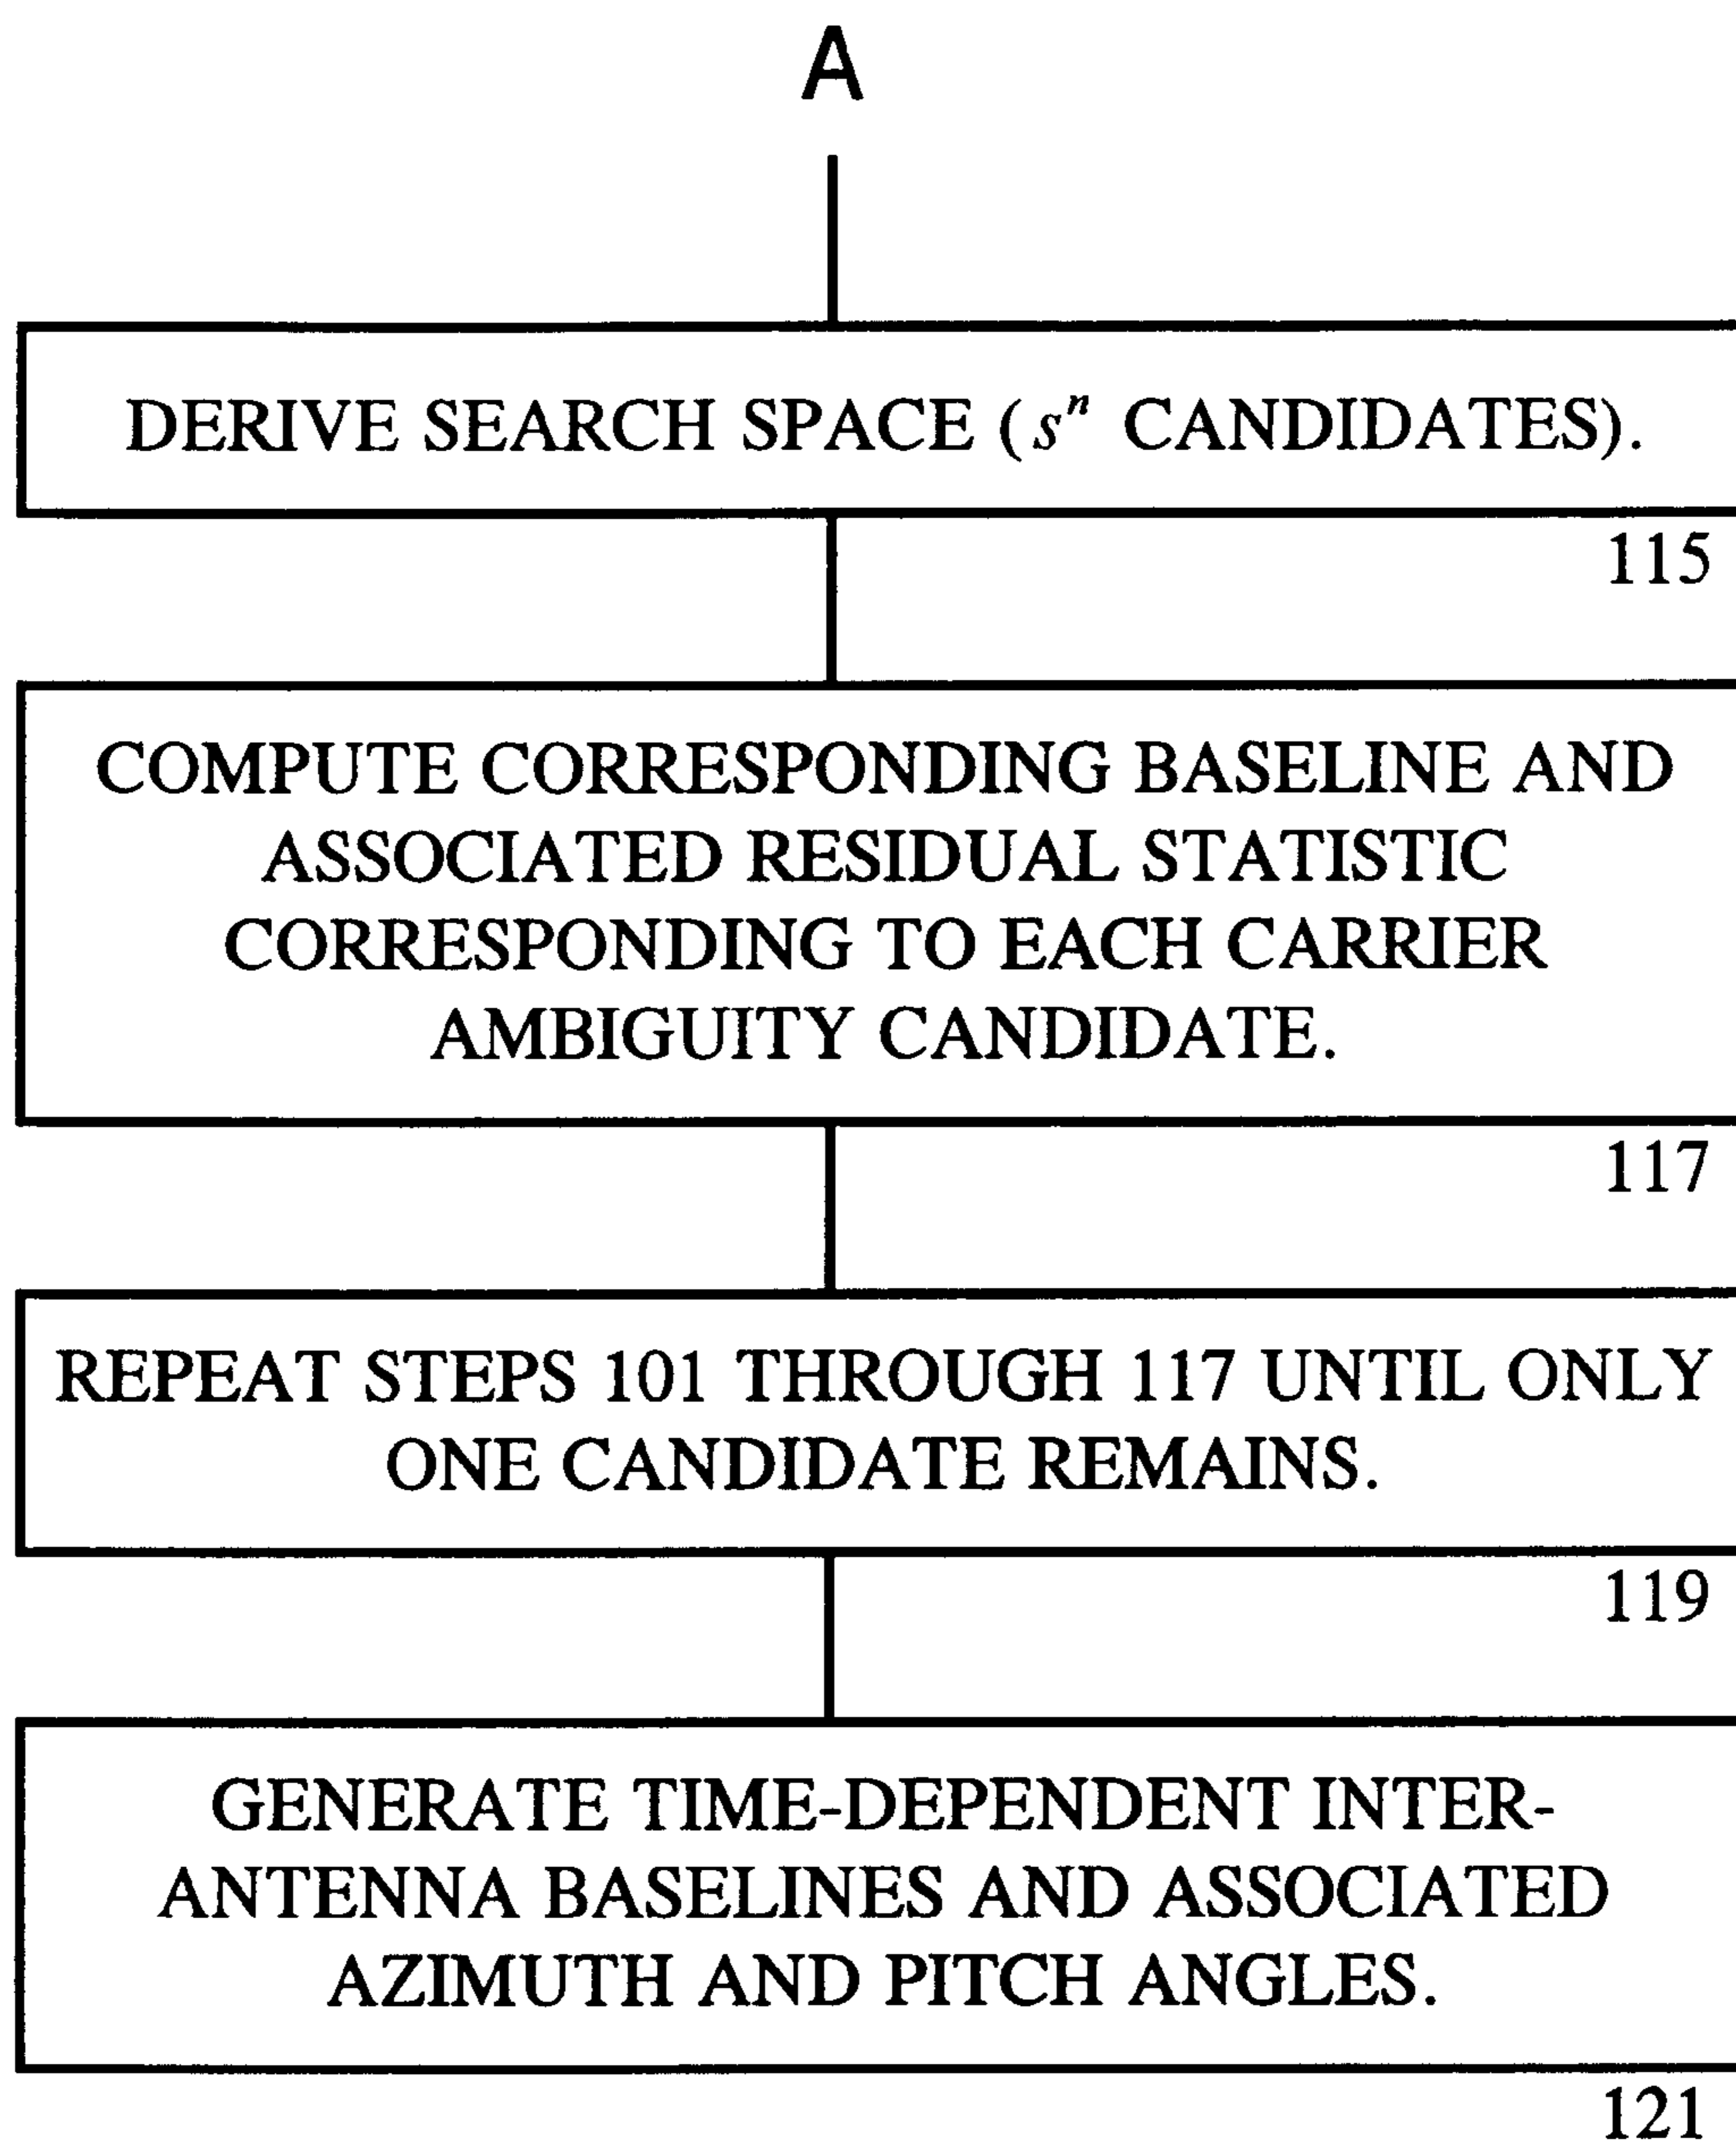 A
DERIVE SEARCH SPACE (sⁿ CANDIDATES).
115
COMPUTE CORRESPONDING BASELINE AND
ASSOCIATED RESIDUAL STATISTIC
CORRESPONDING TO EACH CARRIER
AMBIGUITY CANDIDATE.
117
REPEAT STEPS 101 THROUGH 117 UNTIL ONLY
ONE CANDIDATE REMAINS.
119
GENERATE TIME-DEPENDENT INTER-
ANTENNA BASELINES AND ASSOCIATED
AZIMUTH AND PITCH ANGLES.
121